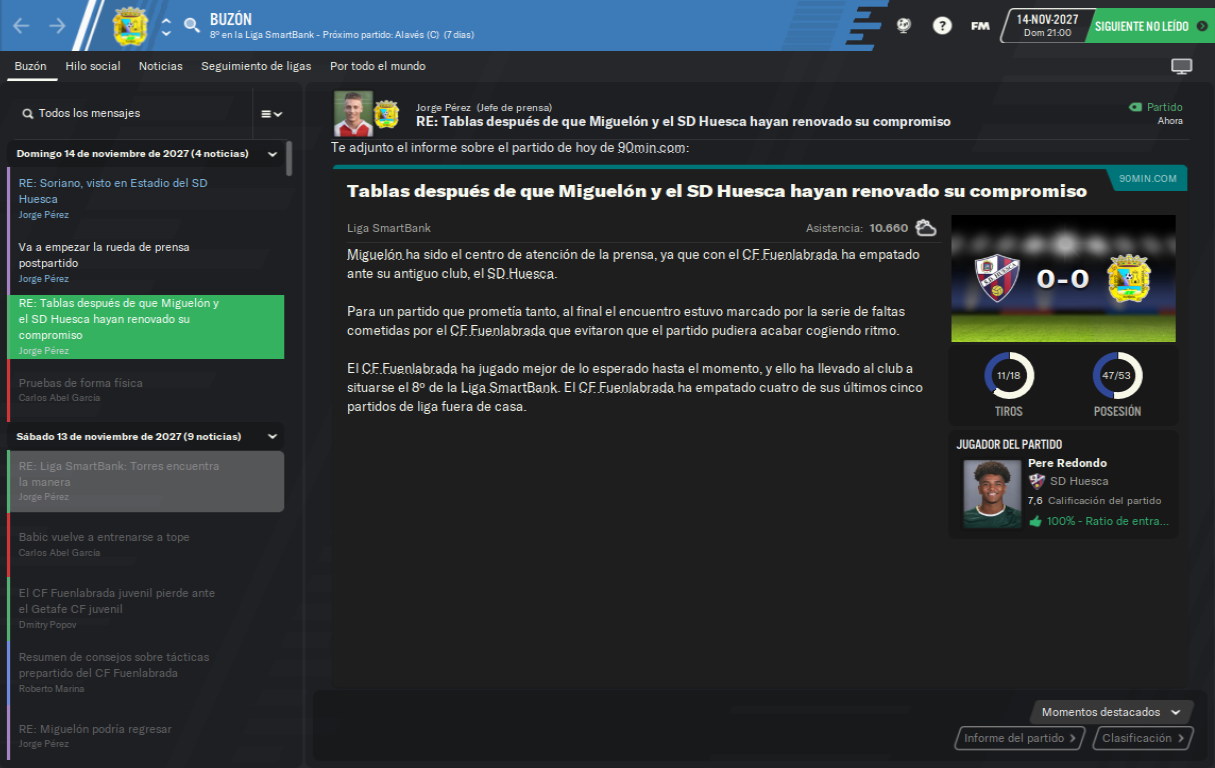 BUZÓN
8º en la Liga SmartBank - Próximo partido: Alavés (C) (7 días)
?
FM
14-NOV-2027
Dom 21:00
SIGUIENTE NO LEÍDO
Buzón
Hilo social
Noticias
Seguimiento de ligas
Por todo el mundo
Todos los mensajes
Domingo 14 de noviembre de 2027 (4 noticias)
RE: Soriano, visto en Estadio del SD
Huesca
Jorge Pérez
Va a empezar la rueda de prensa
postpartido
Jorge Pérez
RE: Tablas después de que Miguelón y
el SD Huesca hayan renovado su
compromiso
Jorge Pérez
Pruebas de forma física
Carlos Abel García
Sábado 13 de noviembre de 2027 (9 noticias)
RE: Liga SmartBank: Torres encuentra
la manera
Jorge Pérez
Babic vuelve a entrenarse a tope
Carlos Abel García
El CF Fuenlabrada juvenil pierde ante
el Getafe CF juvenil
Dmitry Popov
Resumen de consejos sobre tácticas
prepartido del CF Fuenlabrada
Roberto Marina
RE: Miguelón podría regresar
Jorge Pérez
Jorge Pérez (Jefe de prensa)
RE: Tablas después de que Miguelón y el SD Huesca hayan renovado su compromiso
Partido
Ahora
Te adjunto el informe sobre el partido de hoy de 90min.com:
90MIN.COM
Tablas después de que Miguelón y el SD Huesca hayan renovado su compromiso
Liga SmartBank
Asistencia: 10.660
Miguelón ha sido el centro de atención de la prensa, ya que con el CF Fuenlabrada ha empatado
ante su antiguo club, el SD Huesca.
Para un partido que prometía tanto, al final el encuentro estuvo marcado por la serie de faltas
cometidas por el CF Fuenlabrada que evitaron que el partido pudiera acabar cogiendo ritmo.
El CF Fuenlabrada ha jugado mejor de lo esperado hasta el momento, y ello ha llevado al club a
situarse el 8º de la Liga SmartBank. El CF Fuenlabrada ha empatado cuatro de sus últimos cinco
partidos de liga fuera de casa.
S.D HUESCA
0-0
11/18
47/53
TIROS
POSESIÓN
JUGADOR DEL PARTIDO
Pere Redondo
SD Huesca
7,6 Calificación del partido
100% - Ratio de entra...
Momentos destacados
Informe del partido
Clasificación